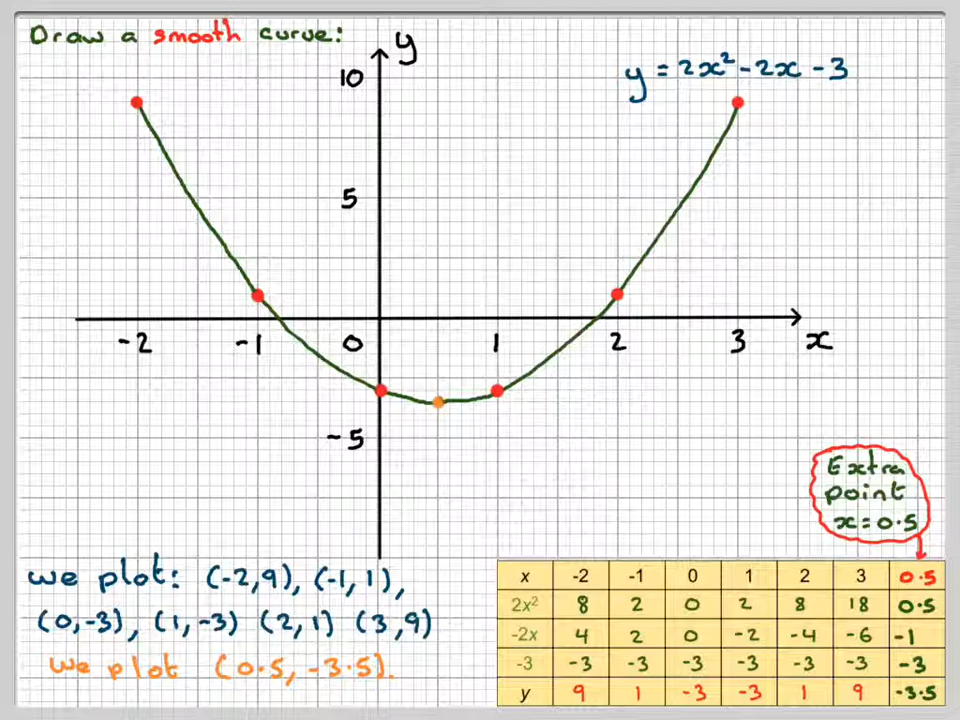 Draw a smooth curve:
y
y = 2x² - 2x - 3
10
5
-2 -1 0 1 2 3 x
-5
Extra
point
x = 0.5
we plot: (-2,9), (-1,1),
(0,-3), (1,-3) (2,1) (3,9)
we plot (0.5, -3.5).
x -2 -1 0 1 2 3 0.5
2x² 8 2 0 2 8 18 0.5
-2x 4 2 0 -2 -4 -6 -1
-3 -3 -3 -3 -3 -3 -3 -3
y 9 1 -3 -3 1 9 -3.5